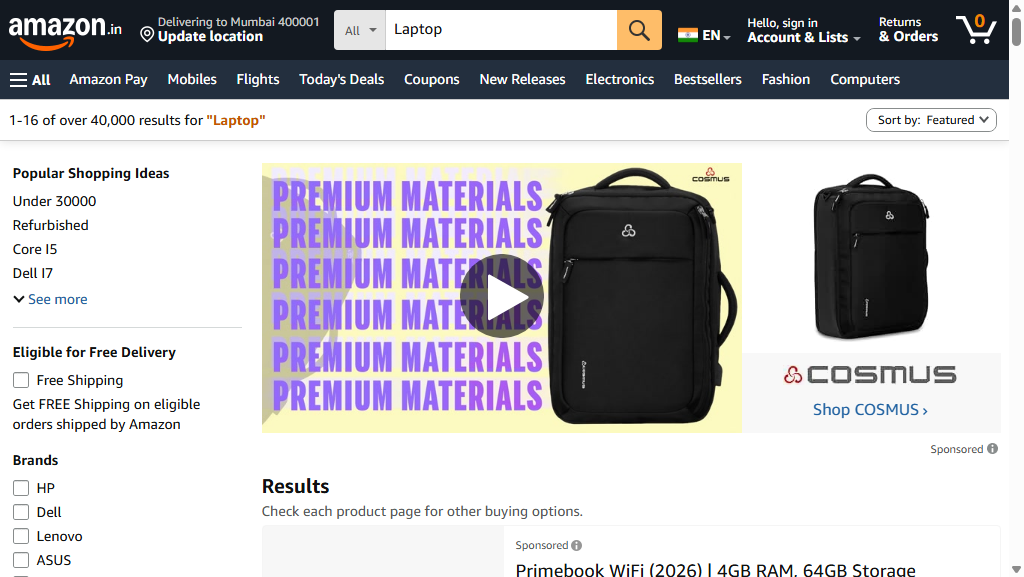 amazon.in
Delivering to Mumbai 400001
Update location
All
Laptop
EN
Hello, sign in
Account & Lists
Returns
& Orders
0
All
Amazon Pay
Mobiles
Flights
Today's Deals
Coupons
New Releases
Electronics
Bestsellers
Fashion
Computers
1-16 of over 40,000 results for "Laptop"
Sort by: Featured
Popular Shopping Ideas
Under 30000
Refurbished
Core I5
Dell I7
See more
Eligible for Free Delivery
Free Shipping
Get FREE Shipping on eligible
orders shipped by Amazon
Brands
HP
Dell
Lenovo
ASUS
PREMIUM MATERIALS
PREMIUM MATERIALS
PREMIUM MATERIALS
PREMIUM MATERIALS
PREMIUM MATERIALS
PREMIUM MATERIALS
COSMUS
COSMUS
COSMUS
Shop COSMUS ›
Sponsored
Results
Check each product page for other buying options.
Sponsored
Primebook WiFi (2026) | 4GB RAM, 64GB Storage